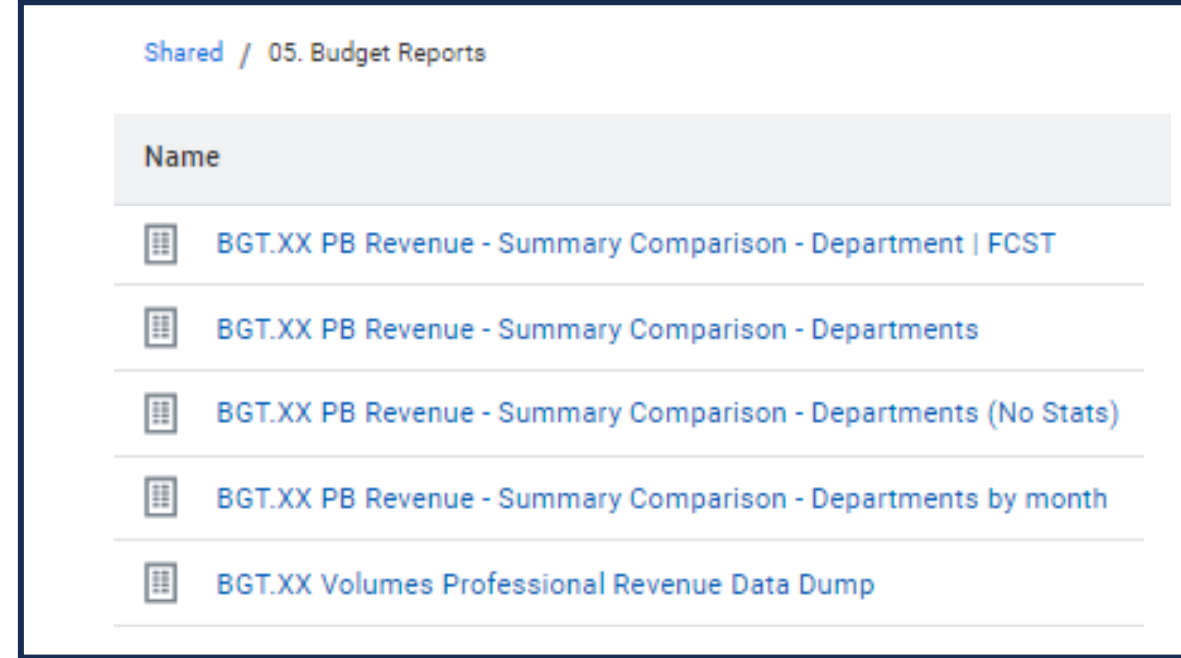 Shared / 05. Budget Reports
Name
BGT.XX PB Revenue - Summary Comparison - Department | FCST
BGT.XX PB Revenue - Summary Comparison - Departments
BGT.XX PB Revenue - Summary Comparison - Departments (No Stats)
BGT.XX PB Revenue - Summary Comparison - Departments by month
BGT.XX Volumes Professional Revenue Data Dump